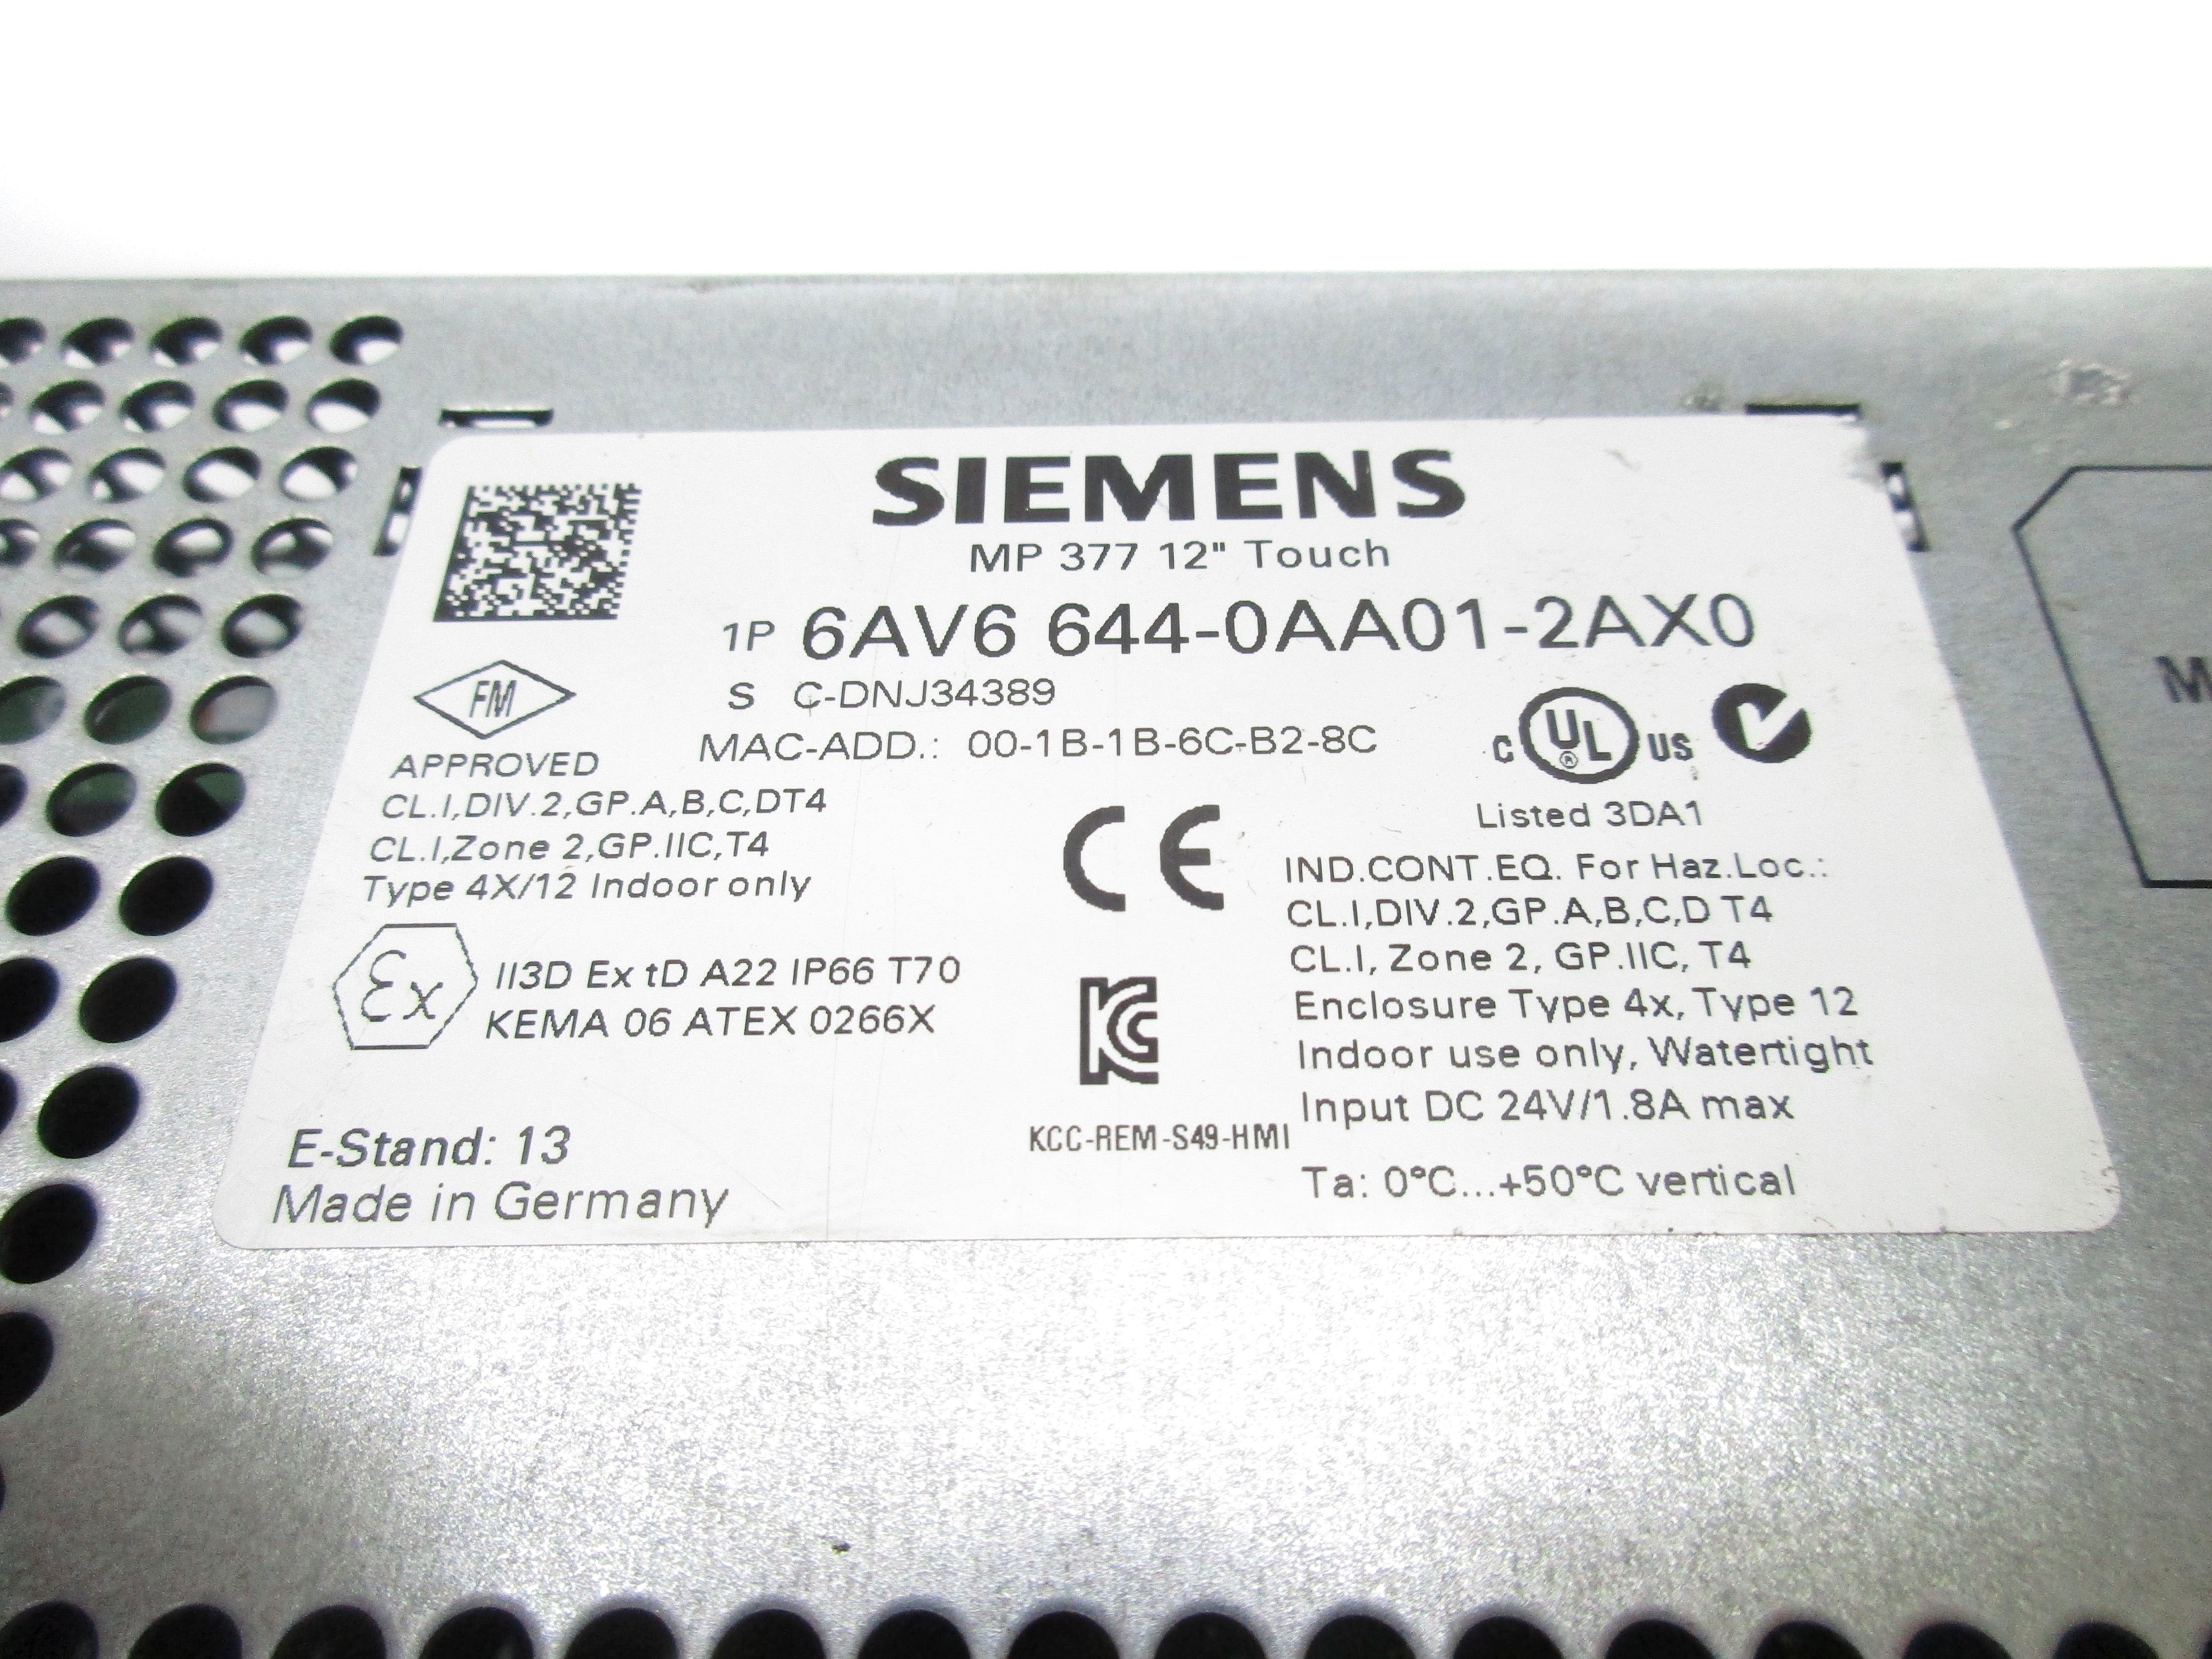 SIEMENS
MP 377 12" Touch
1P 6AV6 644-0AA01-2AX0
S C-DNJ34389
MAC-ADD.: 00-1B-1B-6C-B2-8C
FM
APPROVED
CL.I,DIV.2,GP.A,B,C,DT4
CL.I,Zone 2,GP.IIC,T4
Type 4X/12 Indoor only
Ex II3D Ex tD A22 IP66 T70
KEMA 06 ATEX 0266X
E-Stand: 13
Made in Germany
CE
KC
KCC-REM-S49-HMI
C UL ® US
Listed 3DA1
IND.CONT.EQ. For Haz.Loc.:
CL.I,DIV.2,GP.A,B,C,D T4
CL.I, Zone 2, GP.IIC, T4
Enclosure Type 4x, Type 12
Indoor use only, Watertight
Input DC 24V/1.8A max
Ta: 0°C...+50°C vertical